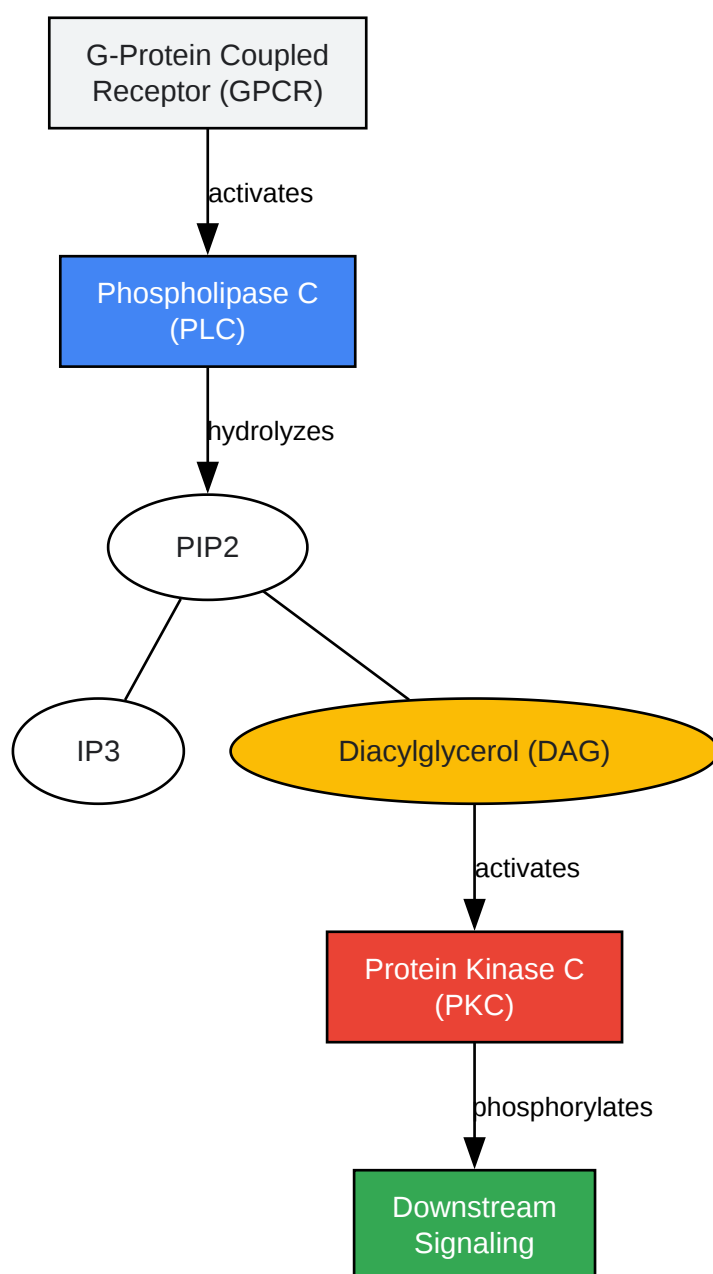 G-Protein Coupled
Receptor (GPCR)
activates
Phospholipase C
(PLC)
hydrolyzes
PIP2
IP3
Diacylglycerol (DAG)
activates
Protein Kinase C
(PKC)
phosphorylates
Downstream
Signaling